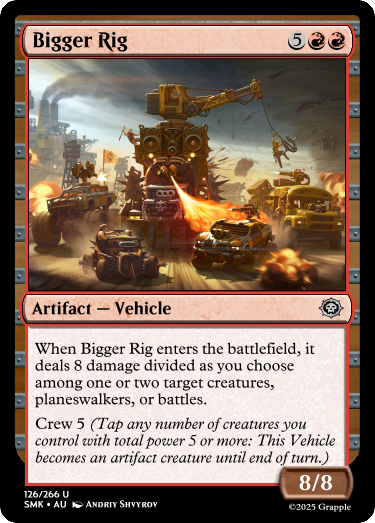 Bigger Rig 5
Artifact — Vehicle
When Bigger Rig enters the battlefield, it
deals 8 damage divided as you choose
among one or two target creatures,
planeswalkers, or battles.
Crew 5 (Tap any number of creatures you
control with total power 5 or more: This Vehicle
becomes an artifact creature until end of turn.)
8/8
126/266 U
SMK • AU Andriy Shyyrov
©2025 Grapple